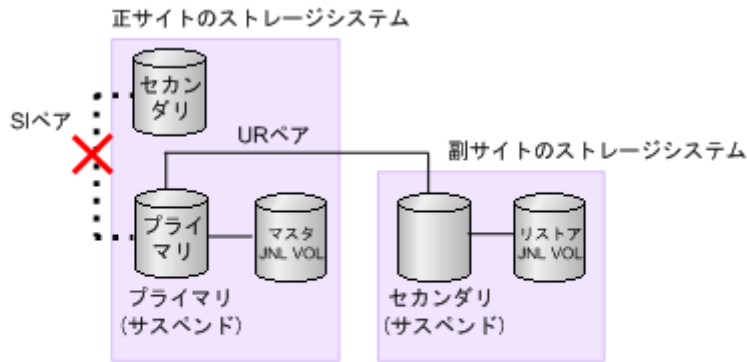 正サイトのストレージシステム
セカン
ダリ
SIペア
URペア
副サイトのストレージシステム
プライ
マリ
マスタ
JNL VOL
リストア
JNL VOL
プライマリ
(サスペンド)
セカンダリ
(サスペンド)